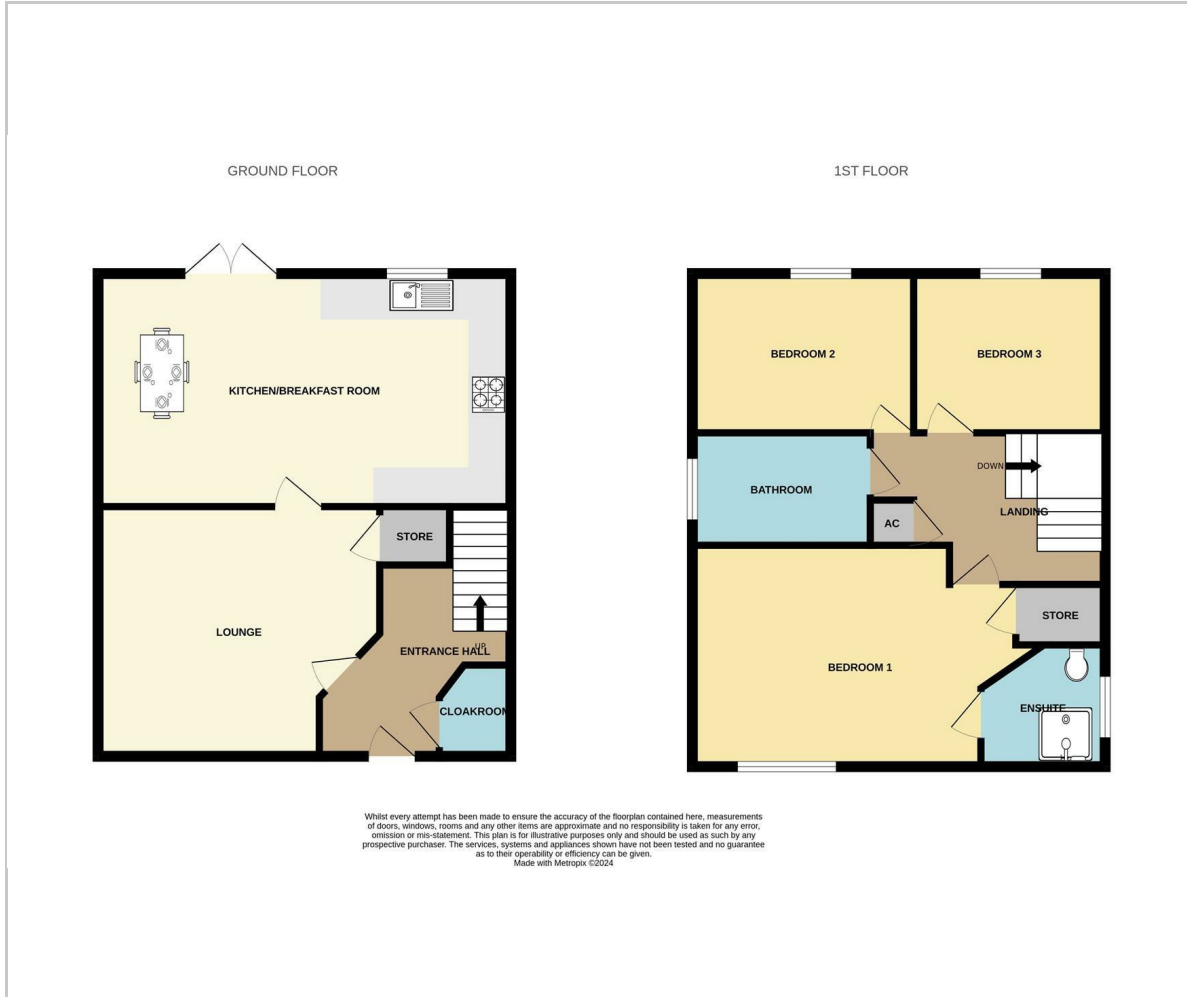 GROUND FLOOR
1ST FLOOR
KITCHEN/BREAKFAST ROOM
STORE
LOUNGE
UP
ENTRANCE HALL
CLOAKROOM
BEDROOM 2
BEDROOM 3
DOWN
BATHROOM
LANDING
AC
STORE
BEDROOM 1
ENSUITE
Whilst every attempt has been made to ensure the accuracy of the floorplan contained here, measurements
of doors, windows, rooms and any other items are approximate and no responsibility is taken for any error,
omission or mis-statement. This plan is for illustrative purposes only and should be used as such by any
prospective purchaser. The services, systems and appliances shown have not been tested and no guarantee
as to their operability or efficiency can be given.
Made with Metropix ©2024